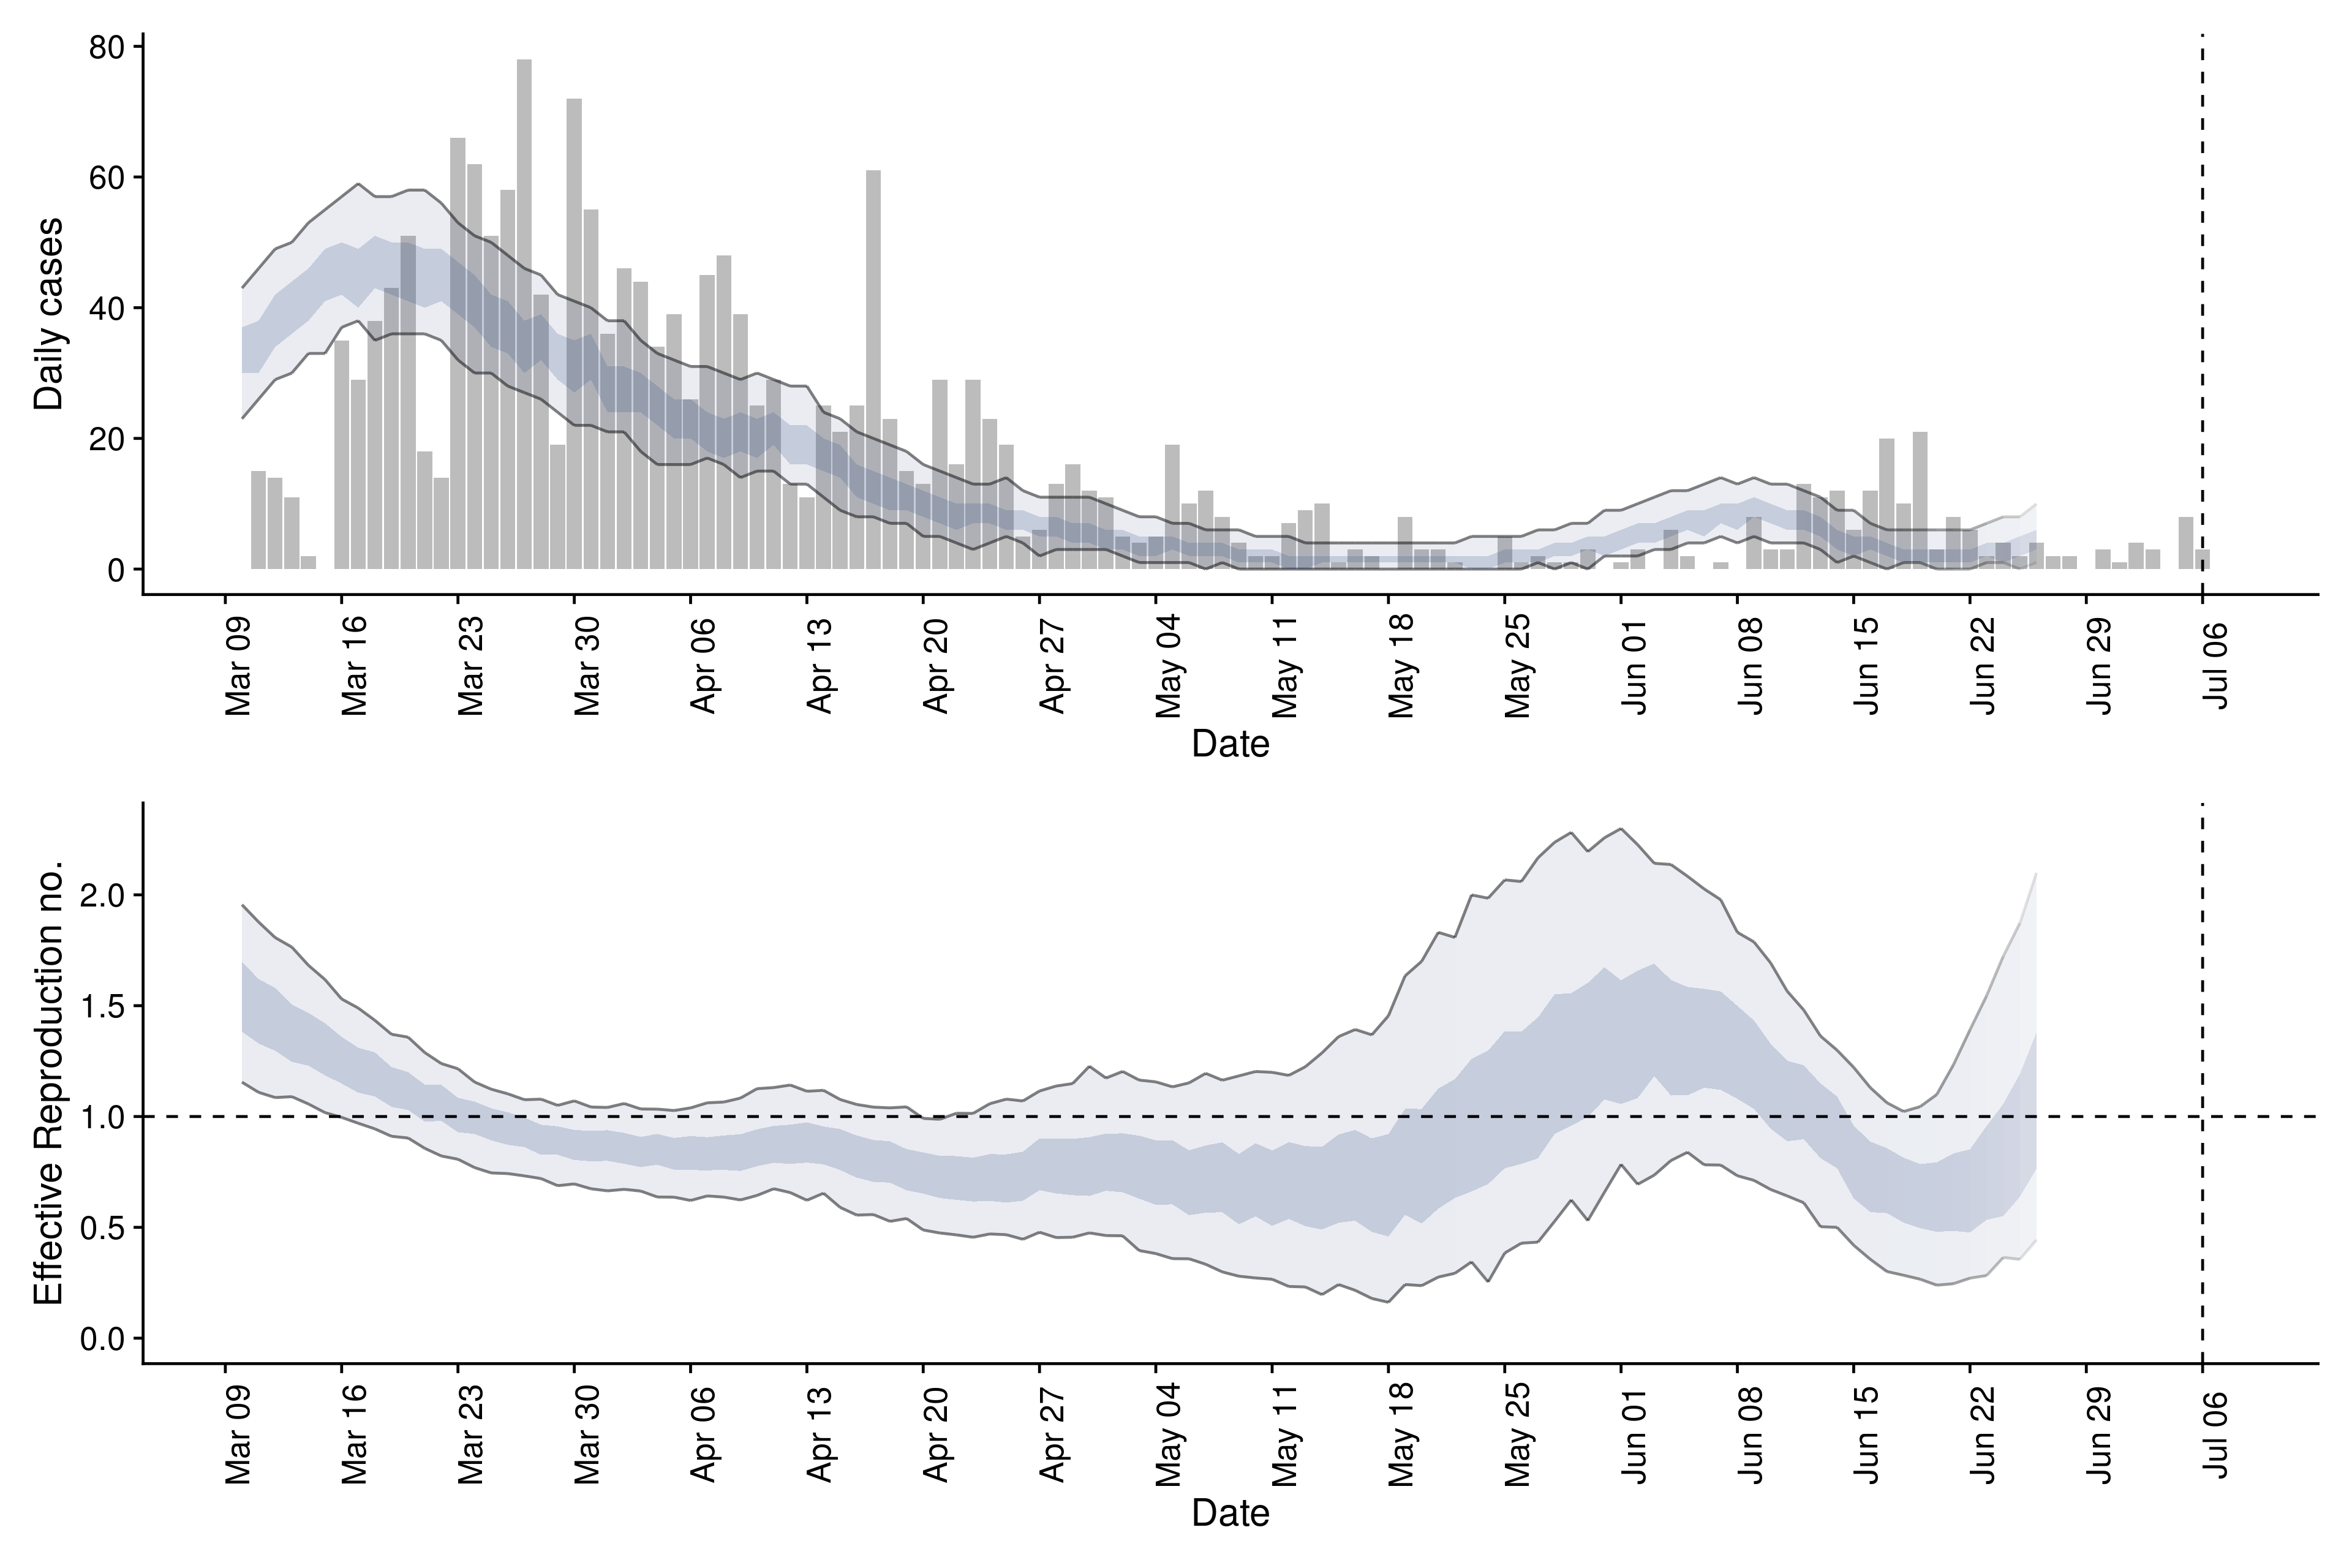 Daily cases
80
60
40
20
0
Mar 09
Mar 16
Mar 23
Mar 30
Apr 06
Apr 13
Apr 20
Apr 27
May 04
May 11
May 18
May 25
Jun 01
Jun 08
Jun 15
Jun 22
Jun 29
Jul 06
Date
Effective Reproduction no.
2.0
1.5
1.0
0.5
0.0
Mar 09
Mar 16
Mar 23
Mar 30
Apr 06
Apr 13
Apr 20
Apr 27
May 04
May 11
May 18
May 25
Jun 01
Jun 08
Jun 15
Jun 22
Jun 29
Jul 06
Date